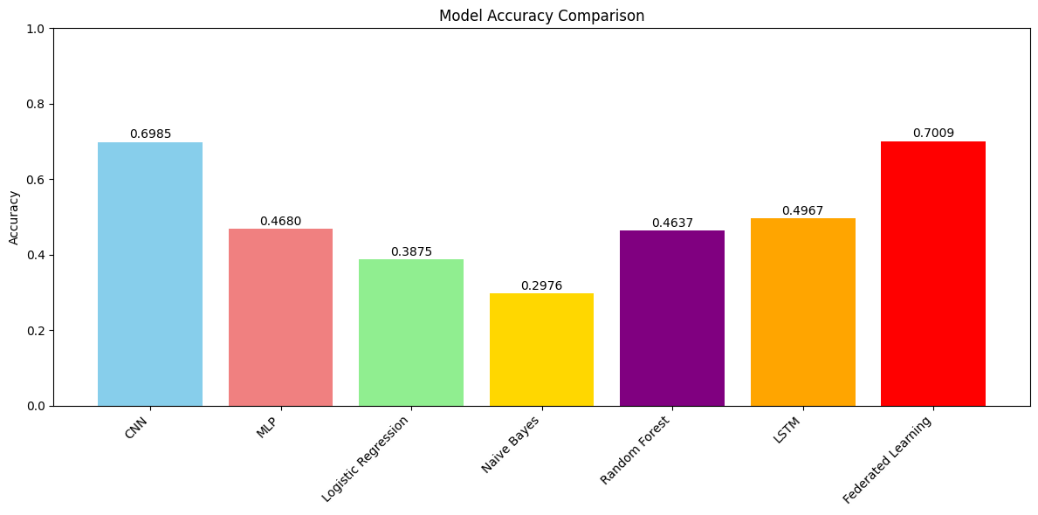 Model Accuracy Comparison
1.0
0.8
0.6
0.4
0.2
0.0
Accuracy
0.6985
0.4680
0.3875
0.2976
0.4637
0.4967
0.7009
CNN
MLP
Logistic Regression
Naive Bayes
Random Forest
LSTM
Federated Learning